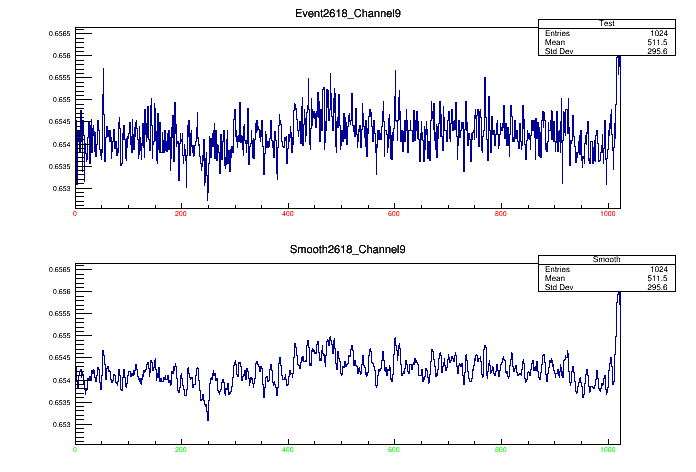 Event2618_Channel9
Test
Entries 1024
Mean 511.5
Std Dev 295.6
0.6565
0.656
0.6555
0.655
0.6545
0.654
0.6535
0.653
0 200 400 600 800 1000
Smooth2618_Channel9
Smooth
Entries 1024
Mean 511.5
Std Dev 295.6
0.6565
0.656
0.6555
0.655
0.6545
0.654
0.6535
0.653
0 200 400 600 800 1000